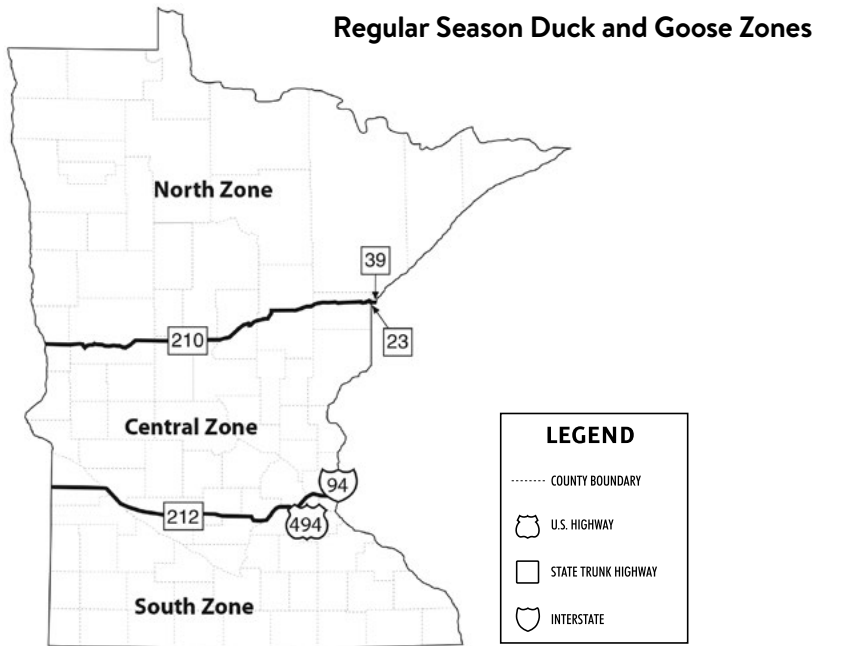 Regular Season Duck and Goose Zones
North Zone
39
210
23
Central Zone
94
212
494
South Zone
LEGEND
COUNTY BOUNDARY
U.S. HIGHWAY
STATE TRUNK HIGHWAY
INTERSTATE